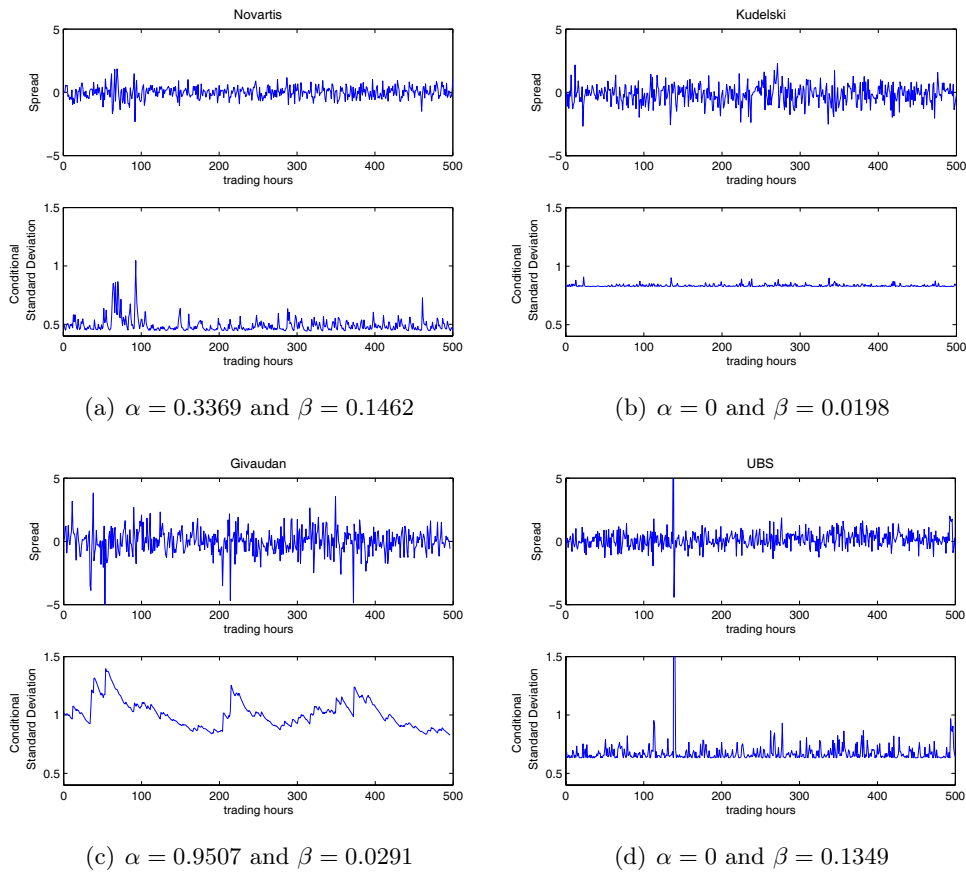 Novartis
5
0
−5
Spread
0 100 200 300 400 500
trading hours
1.5
1
0.5
Conditional
Standard Deviation
0 100 200 300 400 500
trading hours
(a) α = 0.3369 and β = 0.1462
Kudelski
5
0
−5
Spread
0 100 200 300 400 500
trading hours
1.5
1
0.5
Conditional
Standard Deviation
0 100 200 300 400 500
trading hours
(b) α = 0 and β = 0.0198
Givaudan
5
0
−5
Spread
0 100 200 300 400 500
trading hours
1.5
1
0.5
Conditional
Standard Deviation
0 100 200 300 400 500
trading hours
(c) α = 0.9507 and β = 0.0291
UBS
5
0
−5
Spread
0 100 200 300 400 500
trading hours
1.5
1
0.5
Conditional
Standard Deviation
0 100 200 300 400 500
trading hours
(d) α = 0 and β = 0.1349